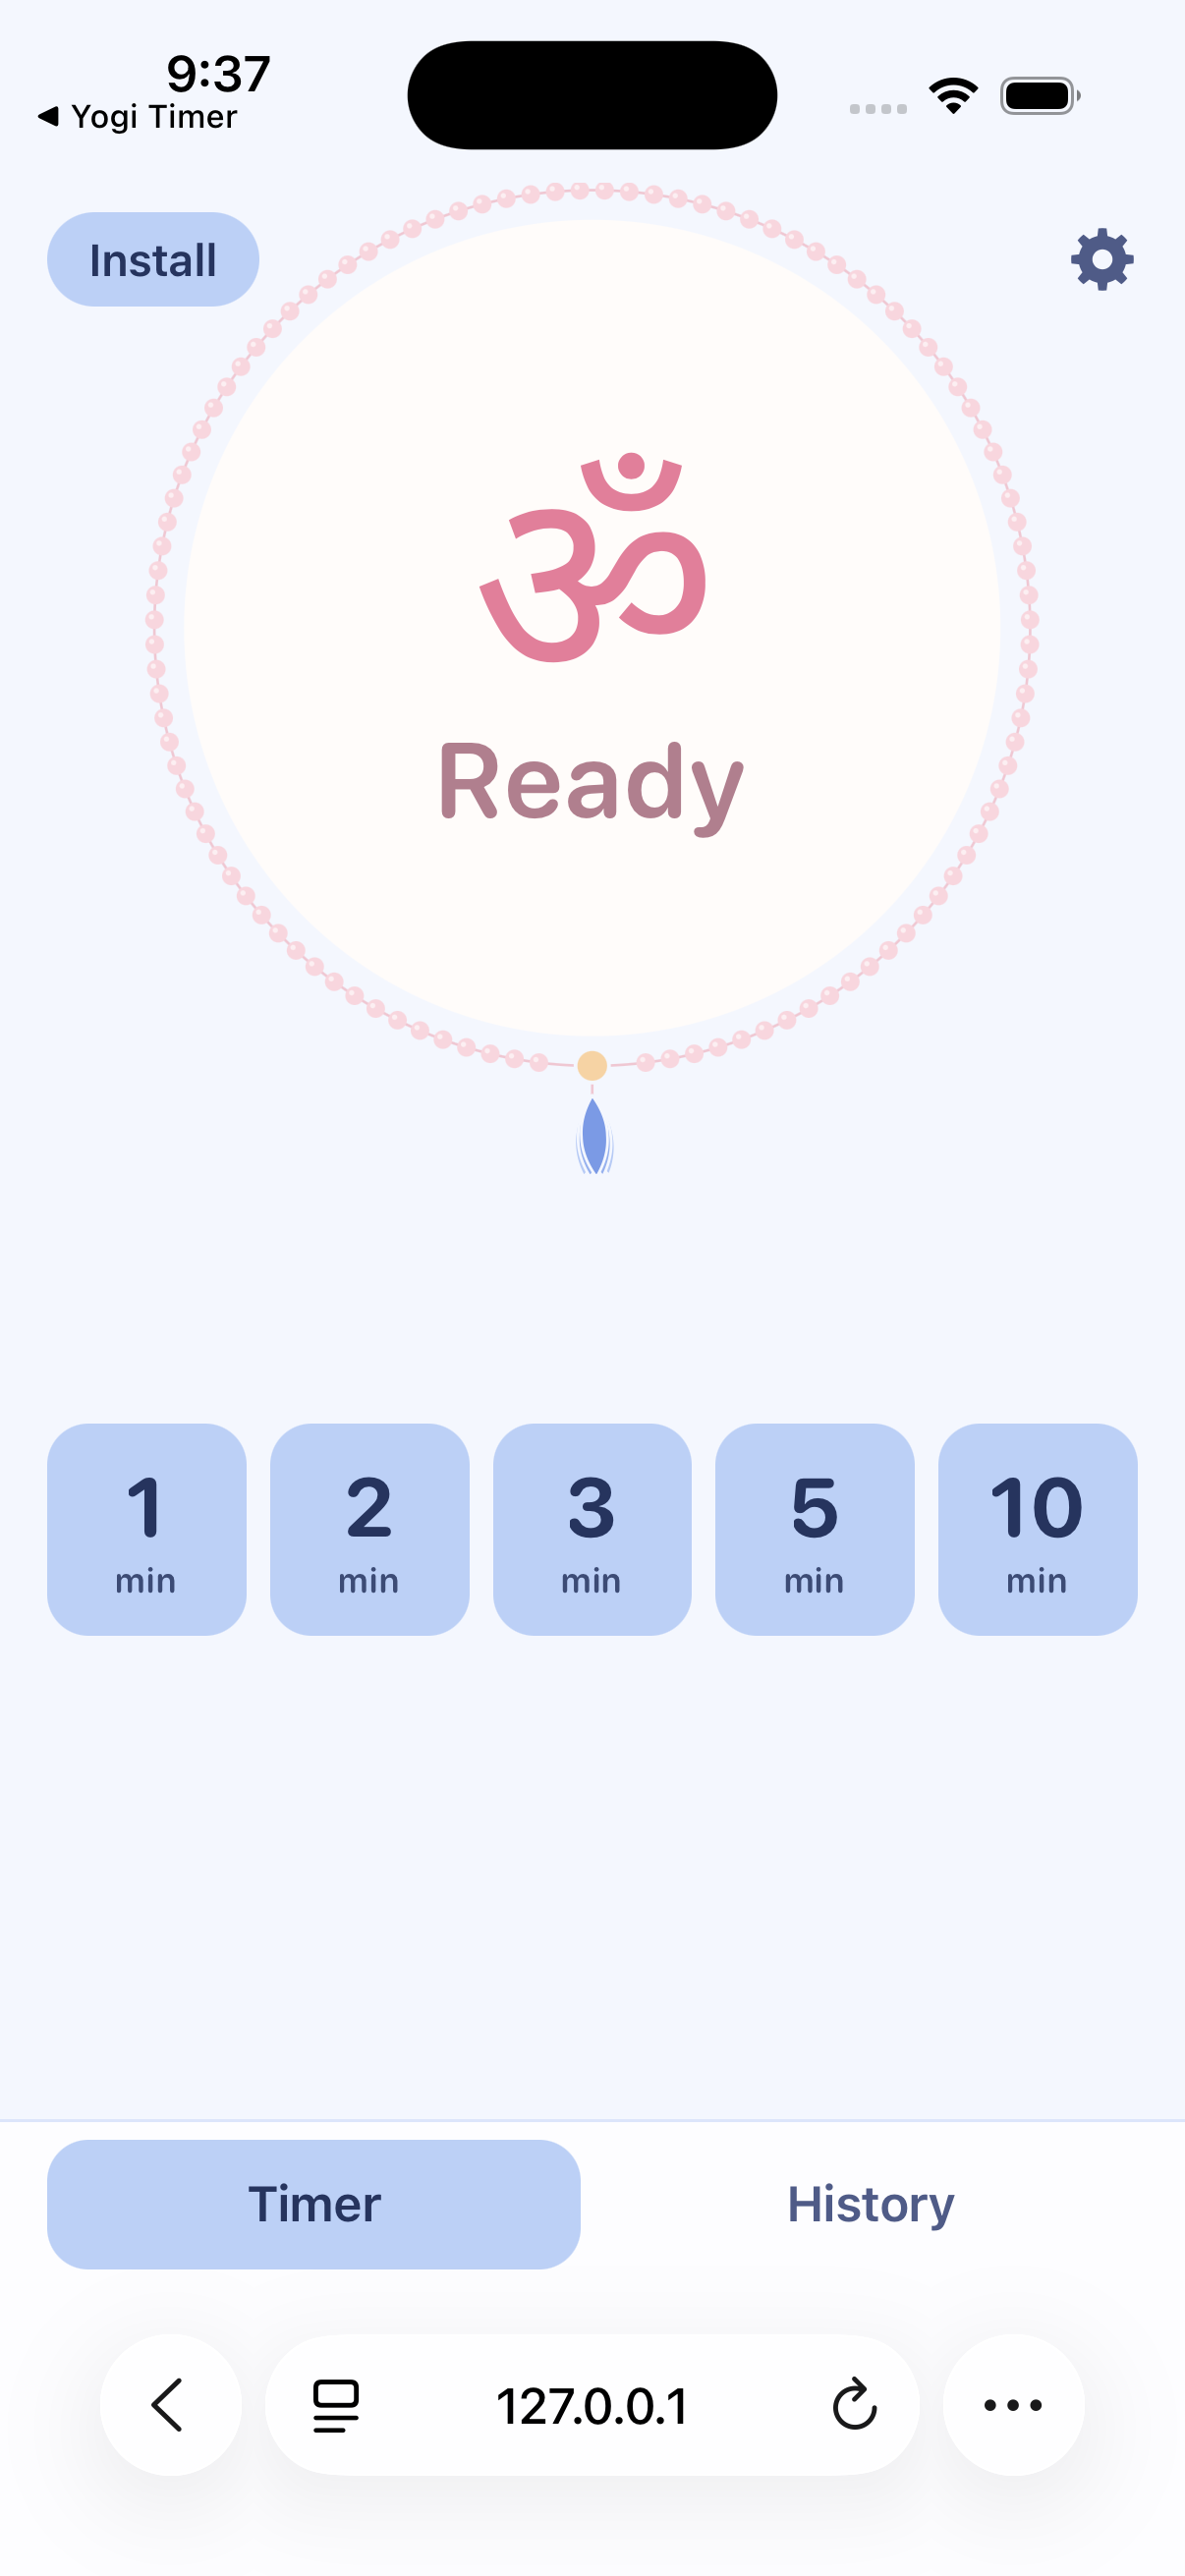 9:37
◀ Yogi Timer
Install
ॐ
Ready
1 2 3 5 10
min min min min min
Timer History
127.0.0.1